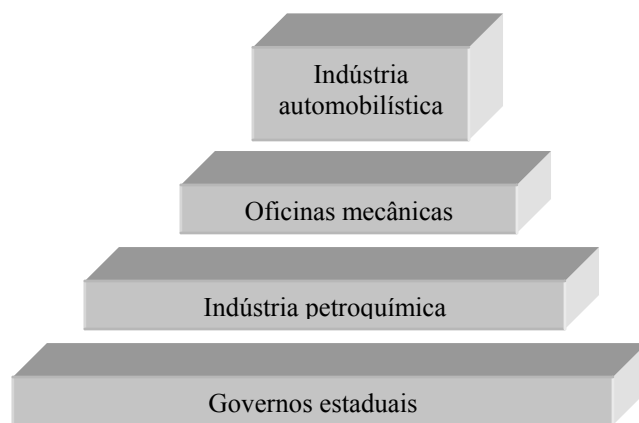 Indústria
automobilística
Oficinas mecânicas
Indústria petroquímica
Governos estaduais